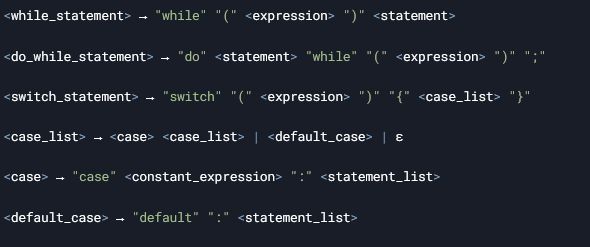 <while_statement> → "while" "(" <expression> ")" <statement>
<do_while_statement> → "do" <statement> "while" "(" <expression> ")" ";"
<switch_statement> → "switch" "(" <expression> ")" "{" <case_list> "}"
<case_list> → <case> <case_list> | <default_case> | ε
<case> → "case" <constant_expression> ":" <statement_list>
<default_case> → "default" ":" <statement_list>